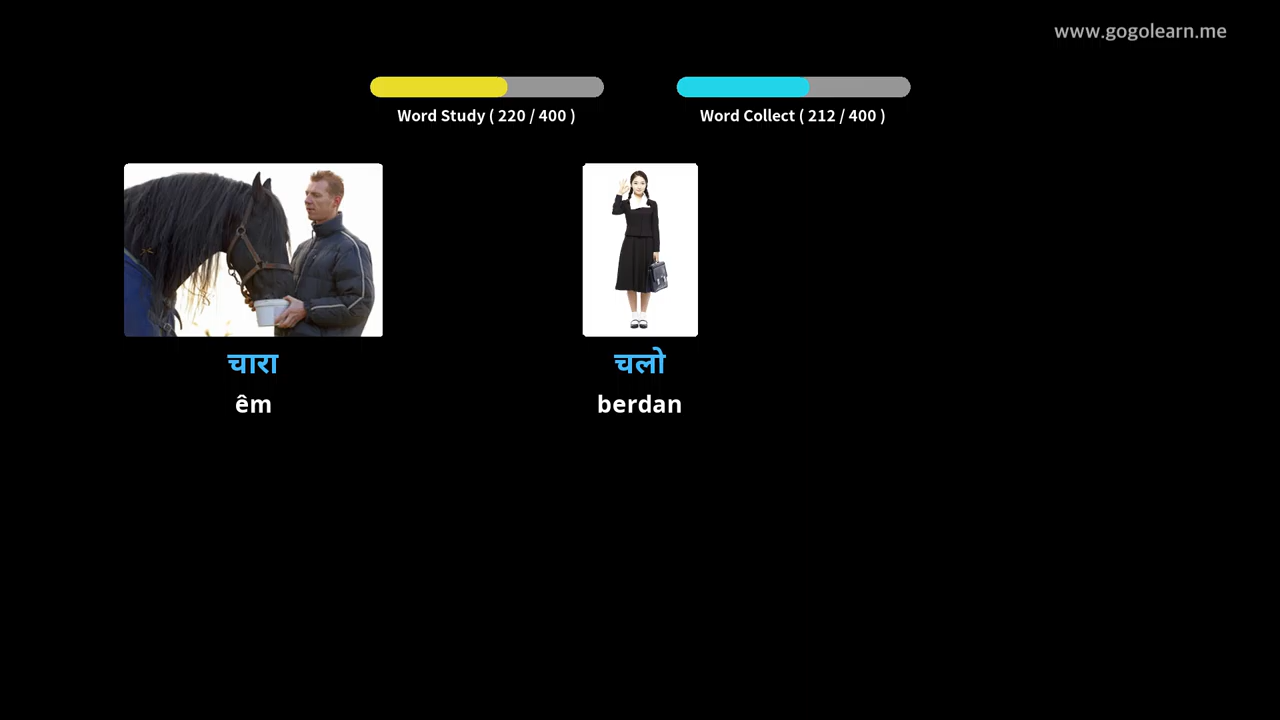 www.gogolearn.me
Word Study ( 220 / 400 )
Word Collect ( 212 / 400 )
चारा
चलो
êm
berdan